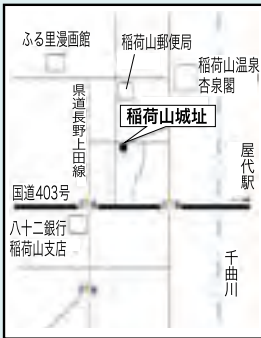 ふる里漫画館
稲荷山郵便局
稲荷山温泉
杏泉閣
県道長野上田線
稲荷山城址
屋代駅
国道403号
八十二銀行
稲荷山支店
千曲川